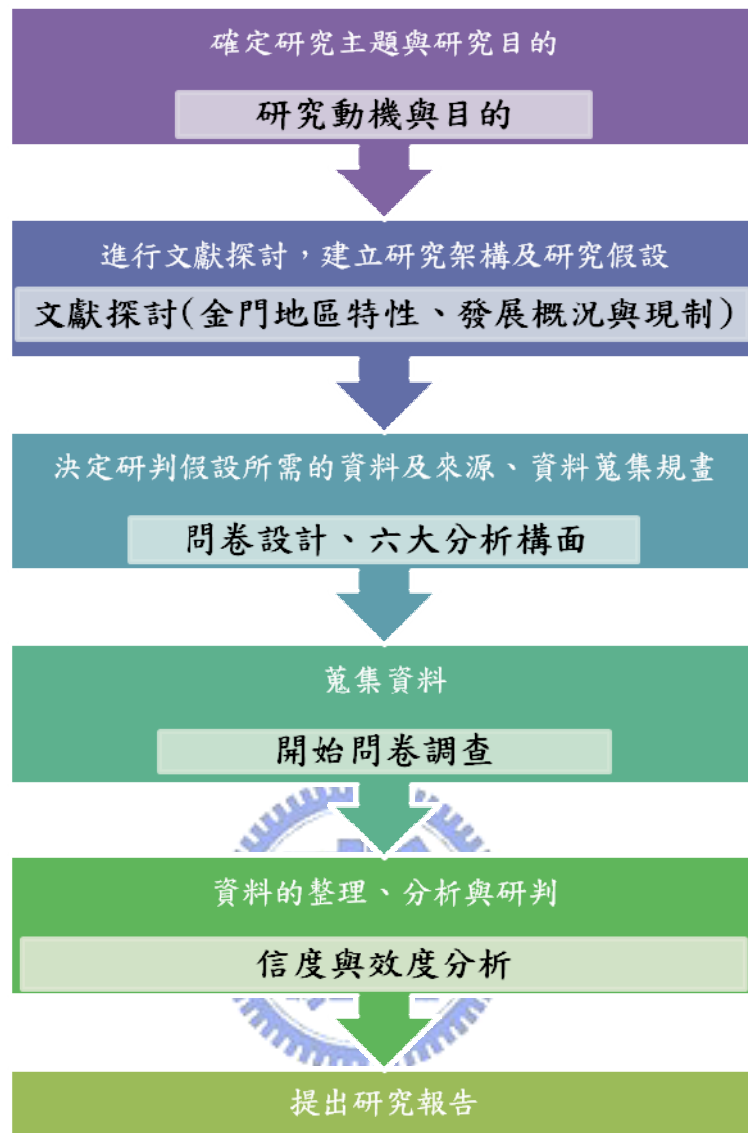 確定研究主題與研究目的
研究動機與目的
進行文獻探討，建立研究架構及研究假設
文獻探討(金門地區特性、發展概況與現制)
決定研判假設所需的資料及來源、資料蒐集規畫
問卷設計、六大分析構面
蒐集資料
開始問卷調查
資料的整理、分析與研判
信度與效度分析
提出研究報告